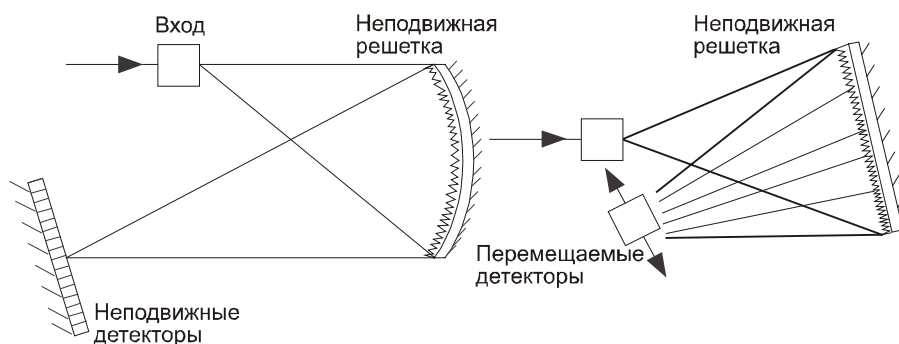 Вход
Неподвижная
решетка
Неподвижные
детекторы
Неподвижная
решетка
Перемещаемые
детекторы